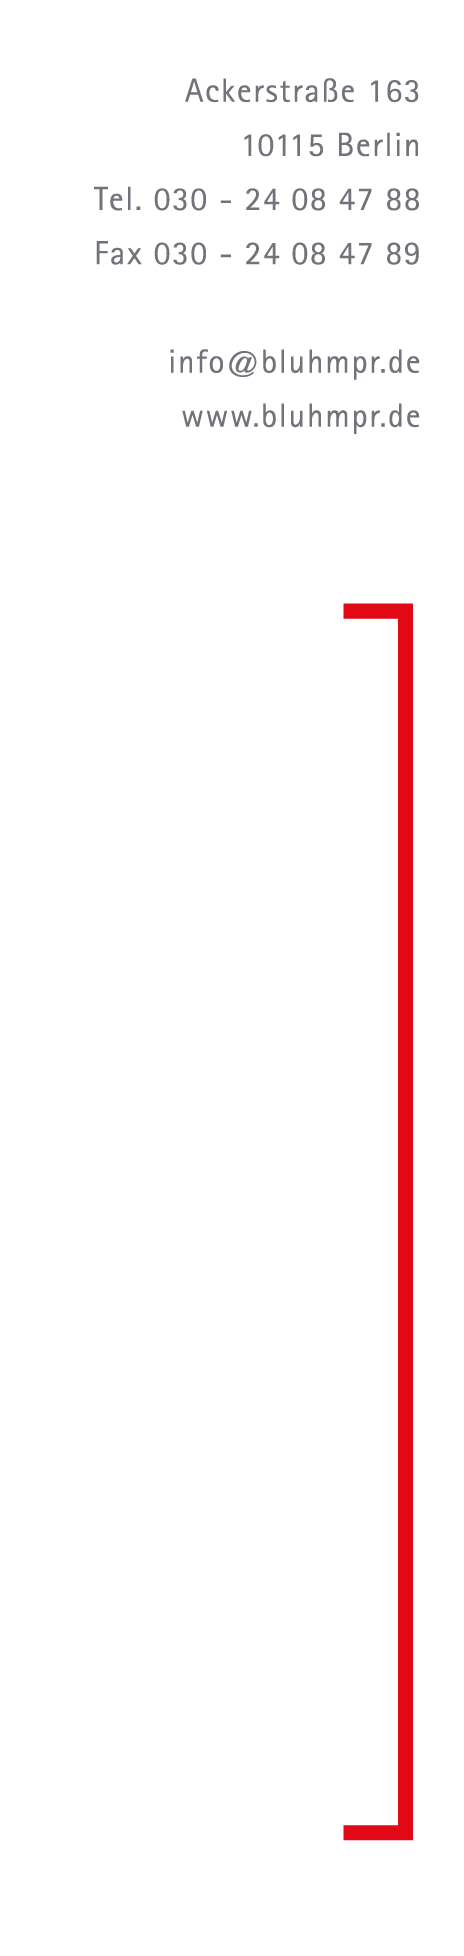 Ackerstraße 163
10115 Berlin
Tel. 030 - 24 08 47 88
Fax 030 - 24 08 47 89
info@bluhmpr.de
www.bluhmpr.de